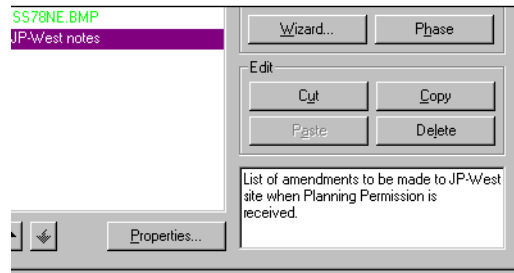 SS78NE.BMP
JP-West notes
Wizard...
Phase
Edit
Cut
Copy
Paste
Delete
List of amendments to be made to JP-West
site when Planning Permission is
received.
Properties...